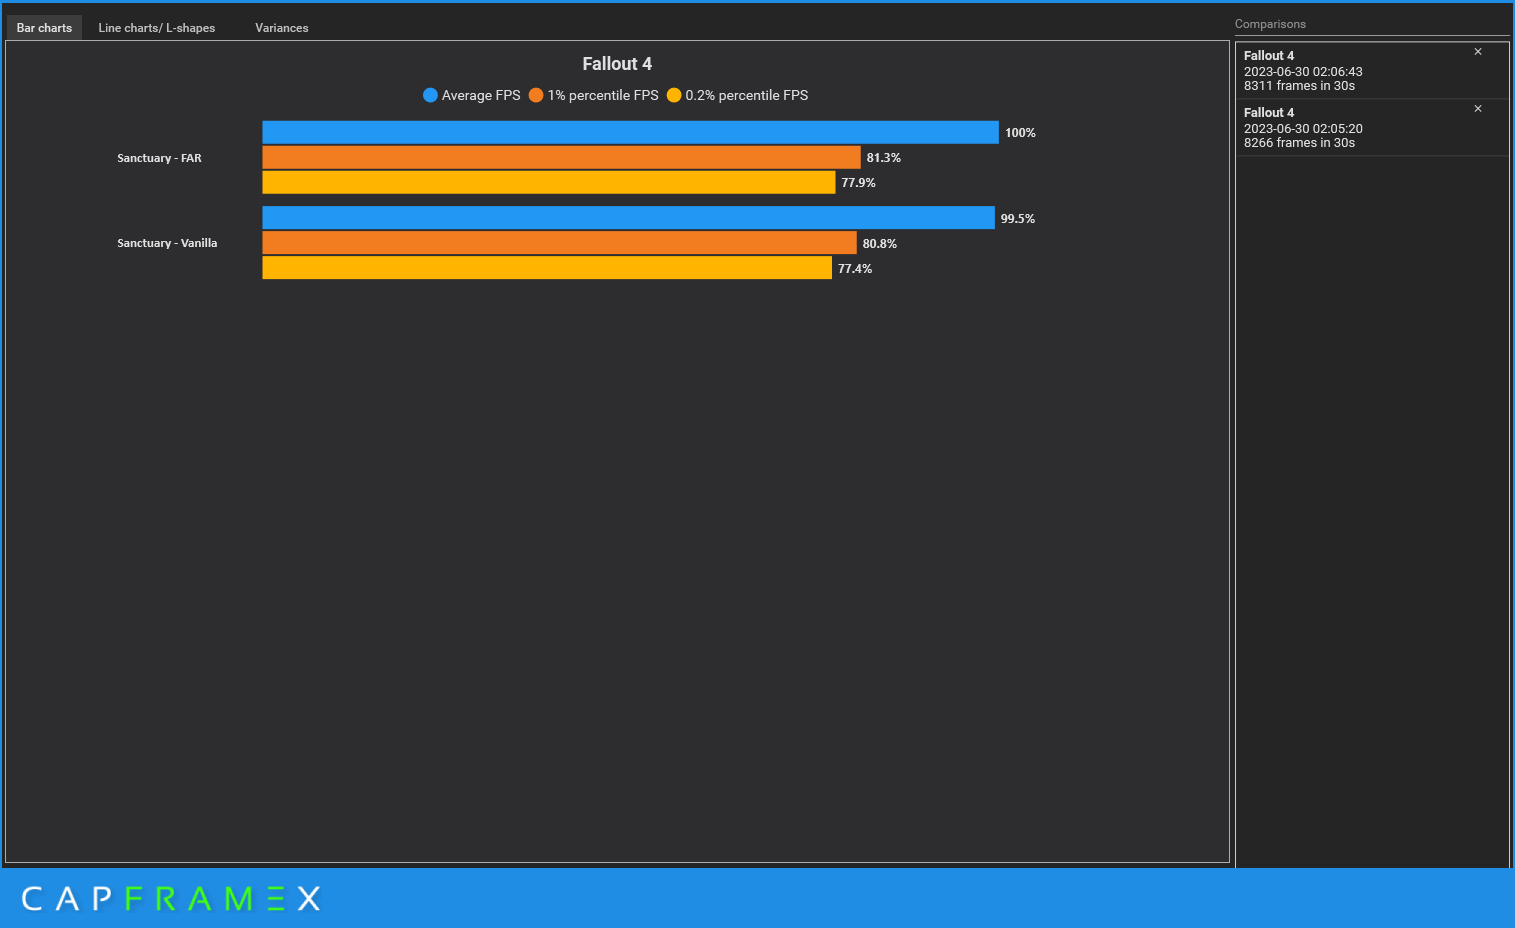 Bar charts Line charts/ L-shapes Variances
Comparisons
Fallout 4
Average FPS 1% percentile FPS 0.2% percentile FPS
Sanctuary - FAR
100%
81.3%
77.9%
Sanctuary - Vanilla
99.5%
80.8%
77.4%
Fallout 4
2023-06-30 02:06:43
8311 frames in 30s
Fallout 4
2023-06-30 02:05:20
8266 frames in 30s
CAPFRAMEX